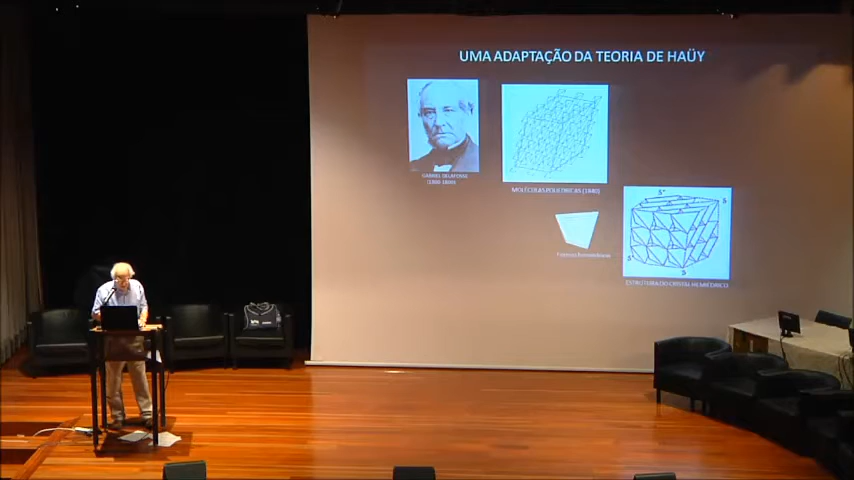 UMA ADAPTAÇÃO DA TEORIA DE HAÜY
GABRIEL DELAFOSSE
MOLÉCULAS POLIÉDRICAS (1840)
ESTRUTURA DO CRISTAL HEMIÉDRICO